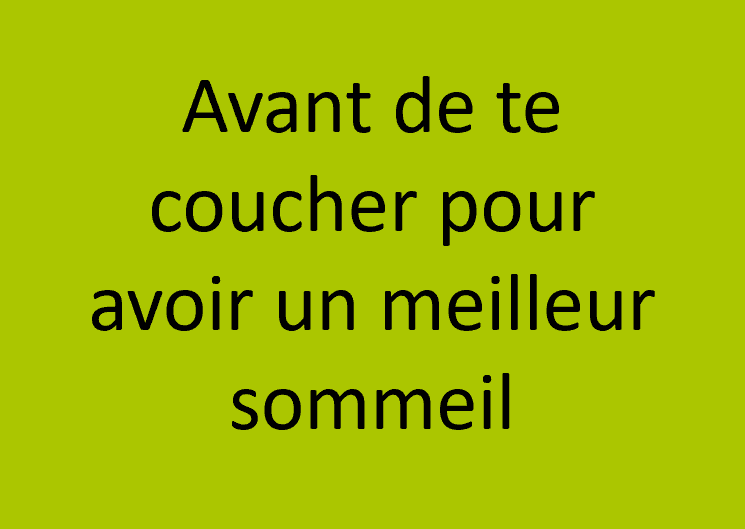 Avant de te
coucher pour
avoir un meilleur
sommeil